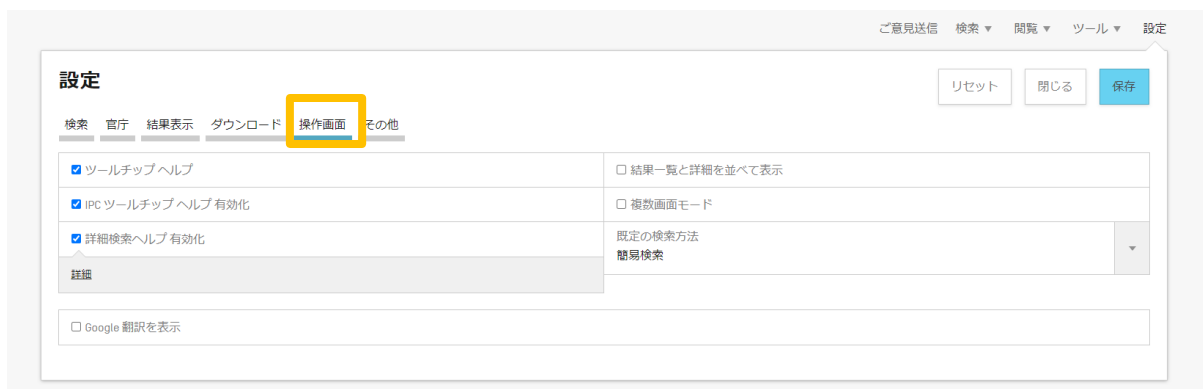 ご意見送信 検索 ▼ 閲覧 ▼ ツール ▼ 設定
設定
リセット 閉じる 保存
検索 官庁 結果表示 ダウンロード 操作画面 その他
ツールチップ ヘルプ
結果一覧と詳細を並べて表示
IPC ツールチップ ヘルプ 有効化
複数画面モード
詳細検索ヘルプ 有効化
既定の検索方法
簡易検索
詳細
Google 翻訳を表示